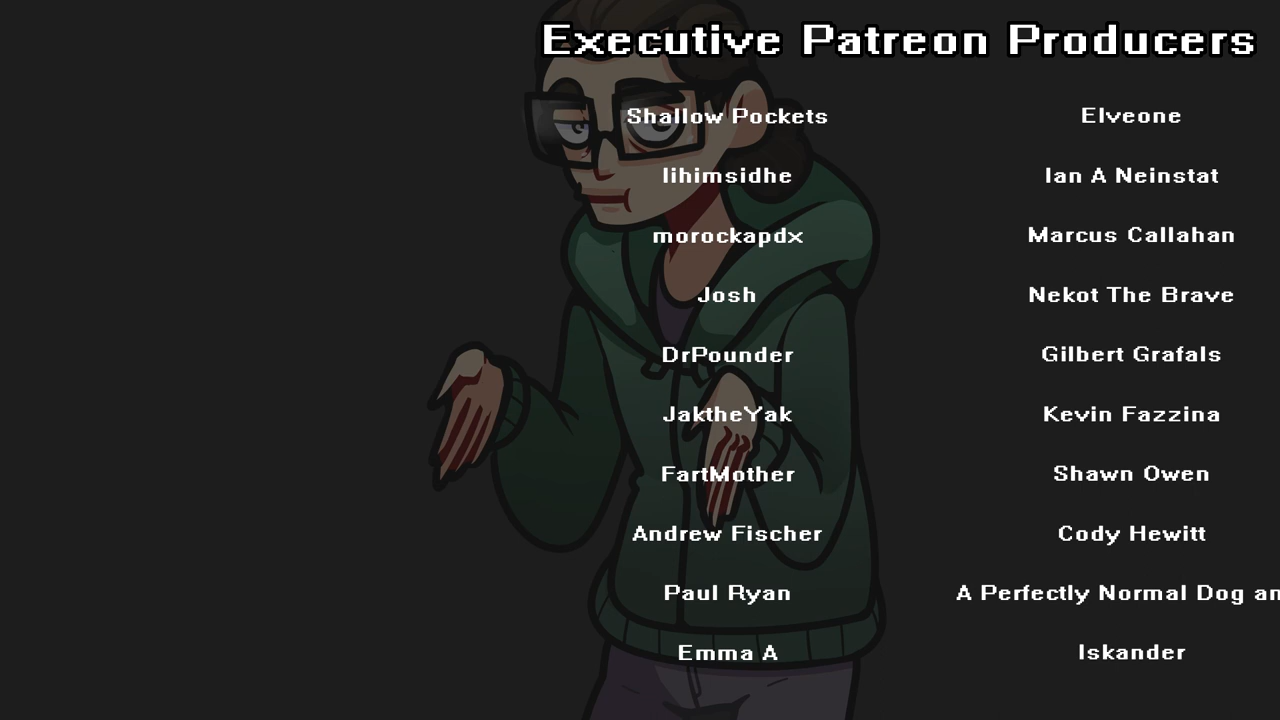 Executive Patreon Producers
Shallow Pockets
Elveone
lihimsidhe
Ian A Neinstat
morockapdx
Marcus Callahan
Josh
Nekot The Brave
DrPounder
Gilbert Grafals
JaktheYak
Kevin Fazzina
FartMother
Shawn Owen
Andrew Fischer
Cody Hewitt
Paul Ryan
A Perfectly Normal Dog an
Emma A
Iskander